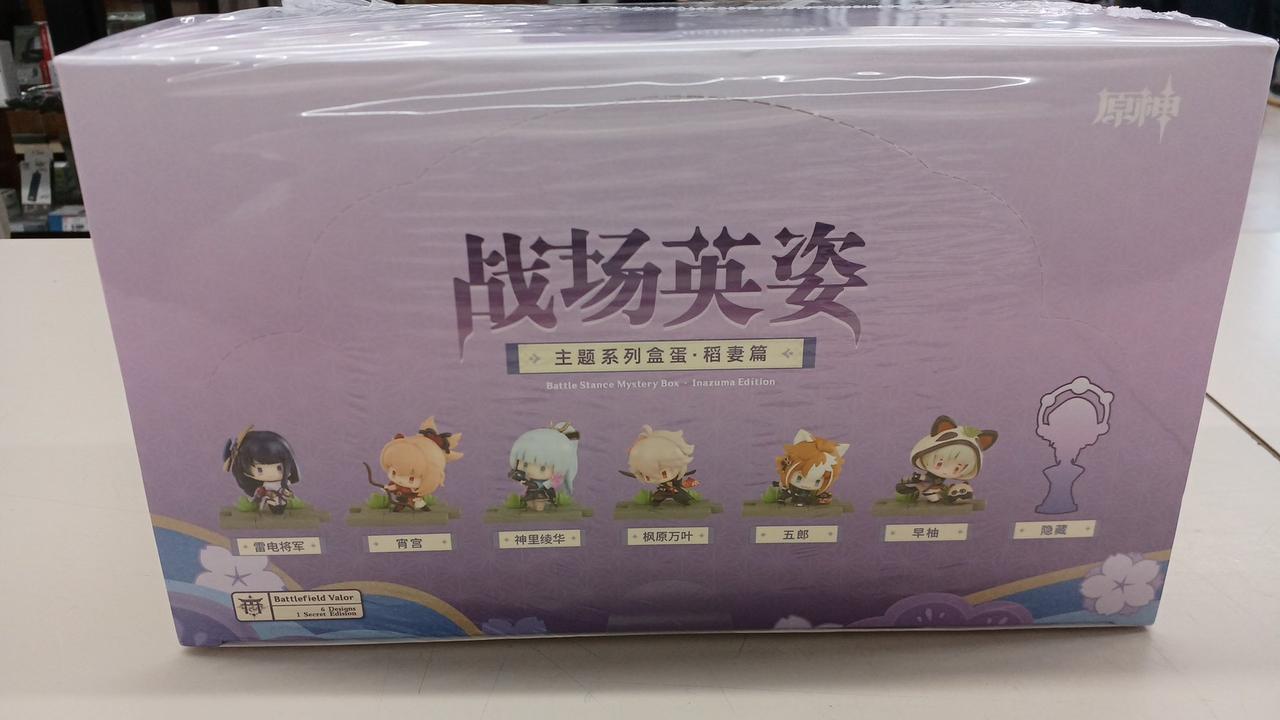 原神
战场英姿
主题系列盒蛋·稻妻篇
Battle Stance Mystery Box - Inazuma Edition
雷电将军
宵宫
神里绫华
枫原万叶
五郎
早柚
隐藏
Battlefield Valor
6 Designs
1 Secret Edition